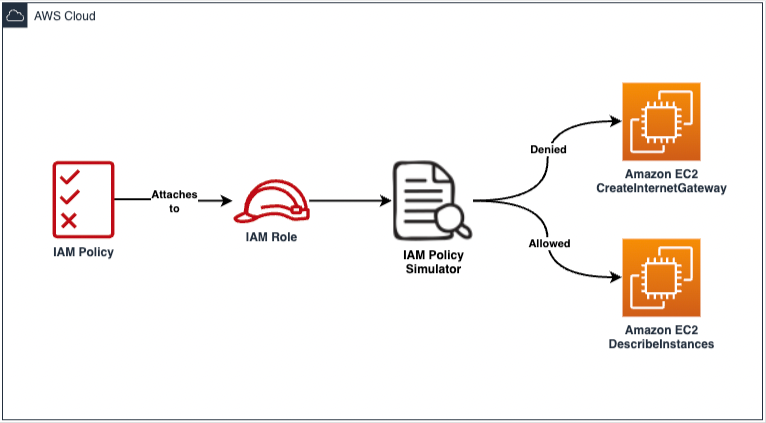 AWS Cloud
Attaches
to
IAM Policy
IAM Role
IAM Policy
Simulator
Denied
Allowed
Amazon EC2
CreateInternetGateway
Amazon EC2
DescribeInstances